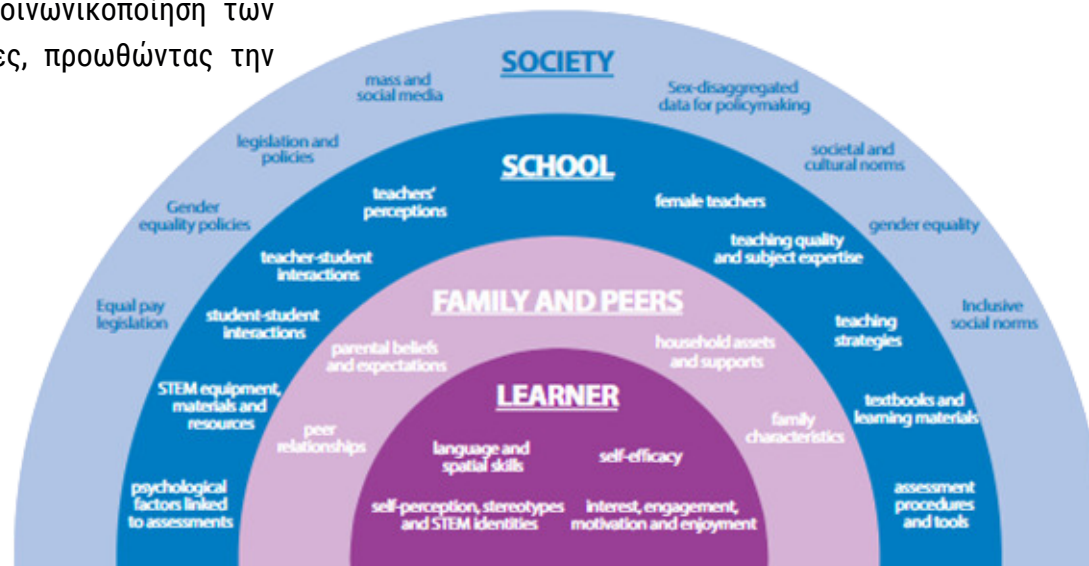 οινωνικοποίηση των
ες, προωθώντας την
SOCIETY
mass and
social media
Sex-disaggregated
data for policymaking
legislation and
policies
societal and
cultural norms
Gender
equality policies
gender equality
Equal pay
legislation
Inclusive
social norms
SCHOOL
teachers'
perceptions
female teachers
teacher-student
interactions
teaching quality
and subject expertise
student-student
interactions
teaching
strategies
STEM equipment,
materials and
resources
textbooks and
learning materials
psychological
factors linked
to assessments
assessment
procedures
and tools
FAMILY AND PEERS
parental beliefs
and expectations
household assets
and supports
peer
relationships
family
characteristics
LEARNER
language and
spatial skills
self-efficacy
self-perception, stereotypes
and STEM identities
interest, engagement,
motivation and enjoyment